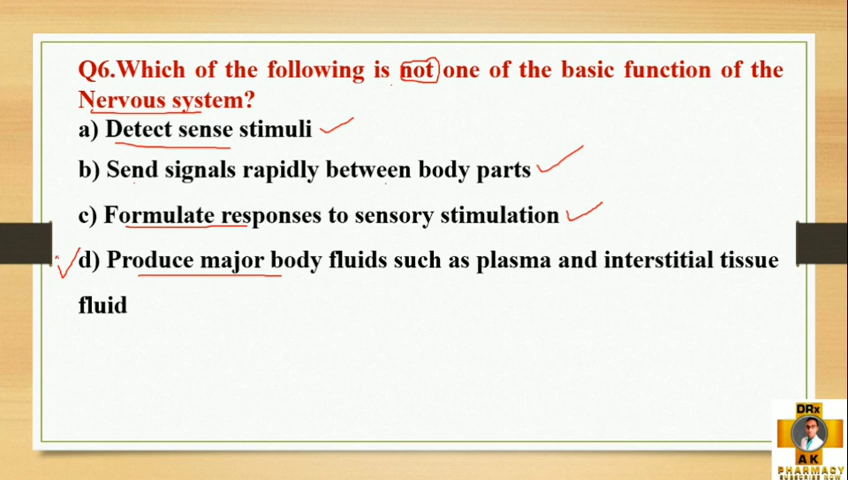 Q6.Which of the following is not one of the basic function of the
Nervous system?
a) Detect sense stimuli
b) Send signals rapidly between body parts
c) Formulate responses to sensory stimulation
d) Produce major body fluids such as plasma and interstitial tissue
fluid
DRx
A K
PHARMACY
SUBSCRIBE NOW